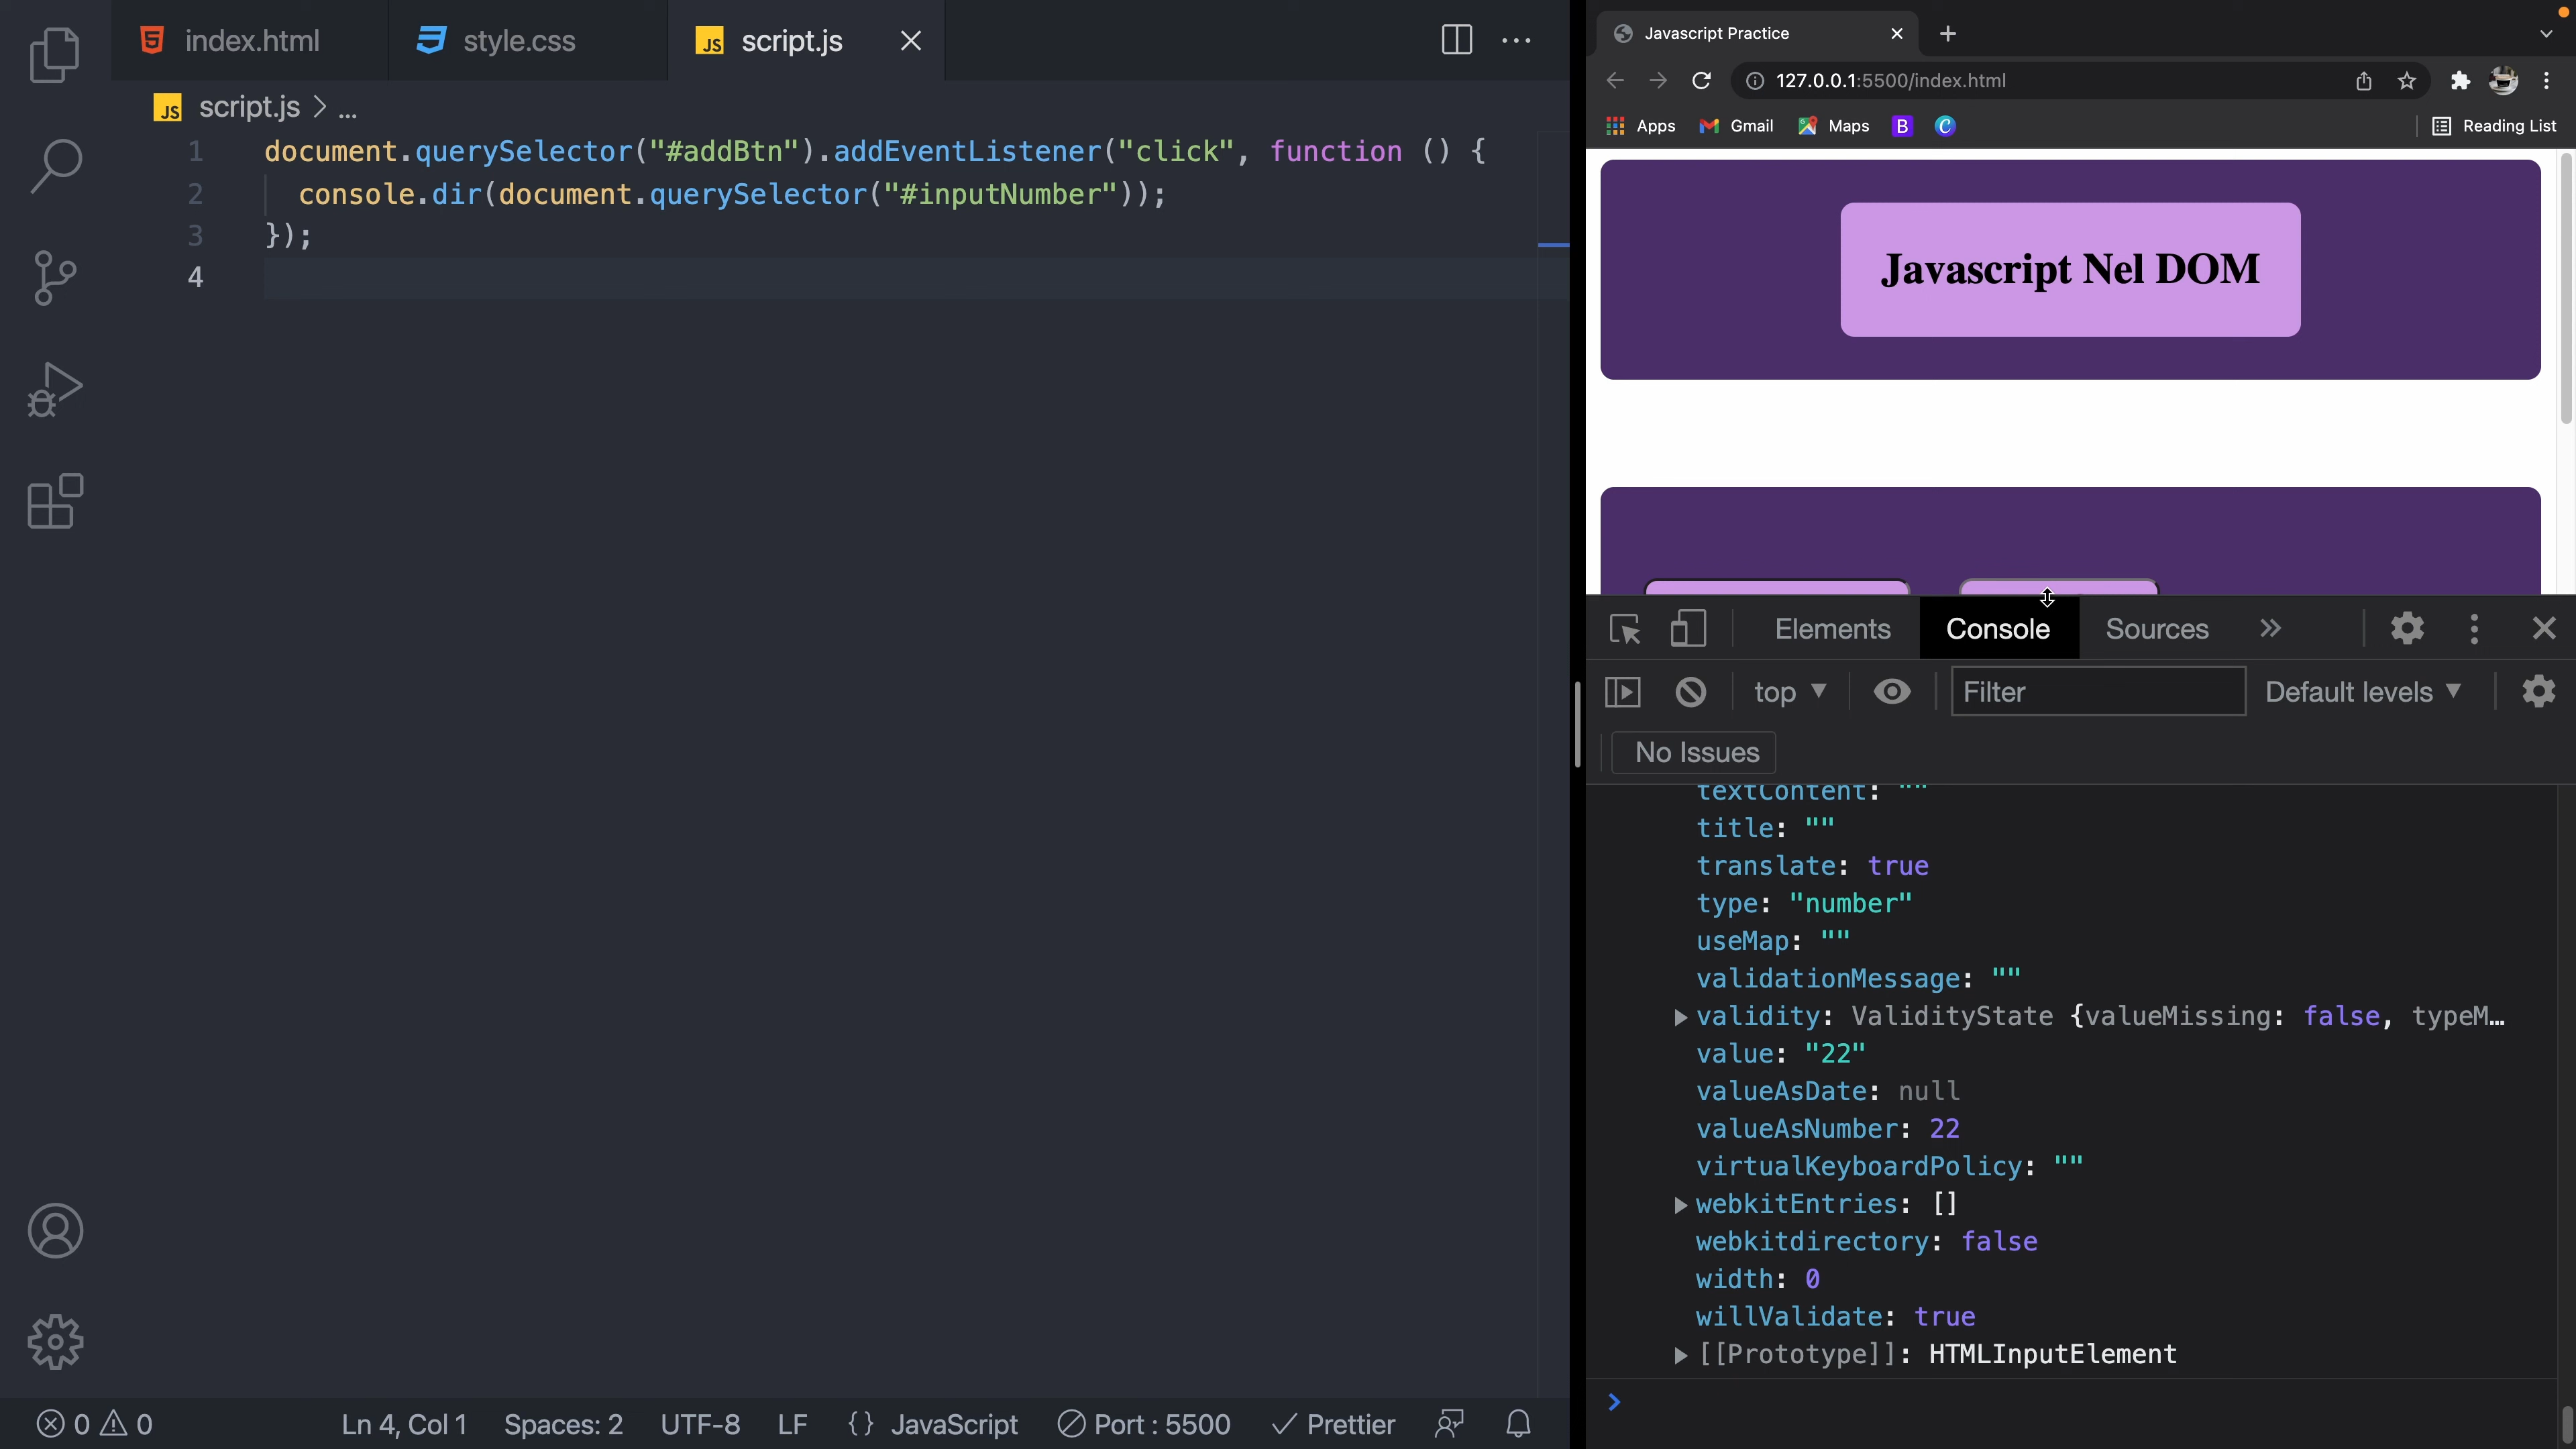 index.html
style.css
JS script.js
JS script.js > ...
1 document.querySelector("#addBtn").addEventListener("click", function () {
2 console.dir(document.querySelector("#inputNumber"));
3 });
4
0 0
Ln 4, Col 1
Spaces: 2
UTF-8
LF
{} JavaScript
Port : 5500
Prettier
Javascript Practice
127.0.0.1:5500/index.html
Apps
Gmail
Maps
B
C
Reading List
Javascript Nel DOM
Elements
Console
Sources
top
Filter
Default levels
No Issues
textContent: ""
title: ""
translate: true
type: "number"
useMap: ""
validationMessage: ""
validity: ValidityState {valueMissing: false, typeM…
value: "22"
valueAsDate: null
valueAsNumber: 22
virtualKeyboardPolicy: ""
webkitEntries: []
webkitdirectory: false
width: 0
willValidate: true
[[Prototype]]: HTMLInputElement